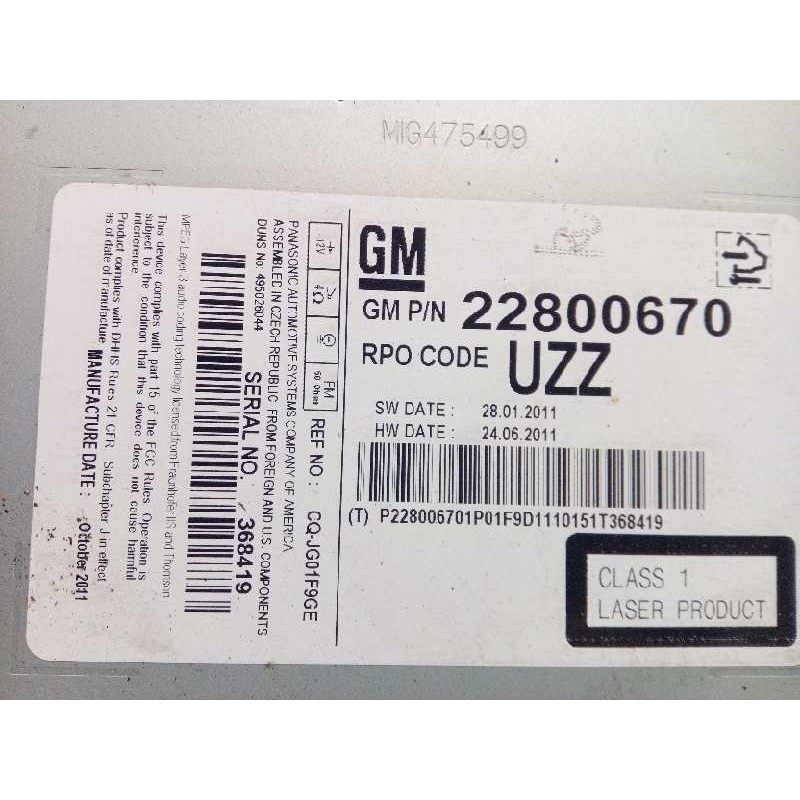 MIG475499
GM
GM P/N 22800670
RPO CODE UZZ
SW DATE : 28.01.2011
HW DATE : 24.06.2011
(T) P228006701P01F9D1110151T368419
CLASS 1
LASER PRODUCT
12V
4Ω
FM
50 Ohms
REF NO : CQ-JG01F9GE
PANASONIC AUTOMOTIVE SYSTEMS COMPANY OF AMERICA
ASSEMBLED IN CZECH REPUBLIC FROM FOREIGN AND U.S. COMPONENTS
DUNS No: 495026044
SERIAL NO. 368419
MPEG Layer-3 audio coding technology licensed from Fraunhofer IIS and Thomson
This device complies with part 15 of the FCC Rules. Operation is
subject to the condition that this device does not cause harmful
interference.
Product complies with DHHS Rules 21 CFR. Subchapter J in effect
as of date of manufacture
MANUFACTURE DATE : October 2011